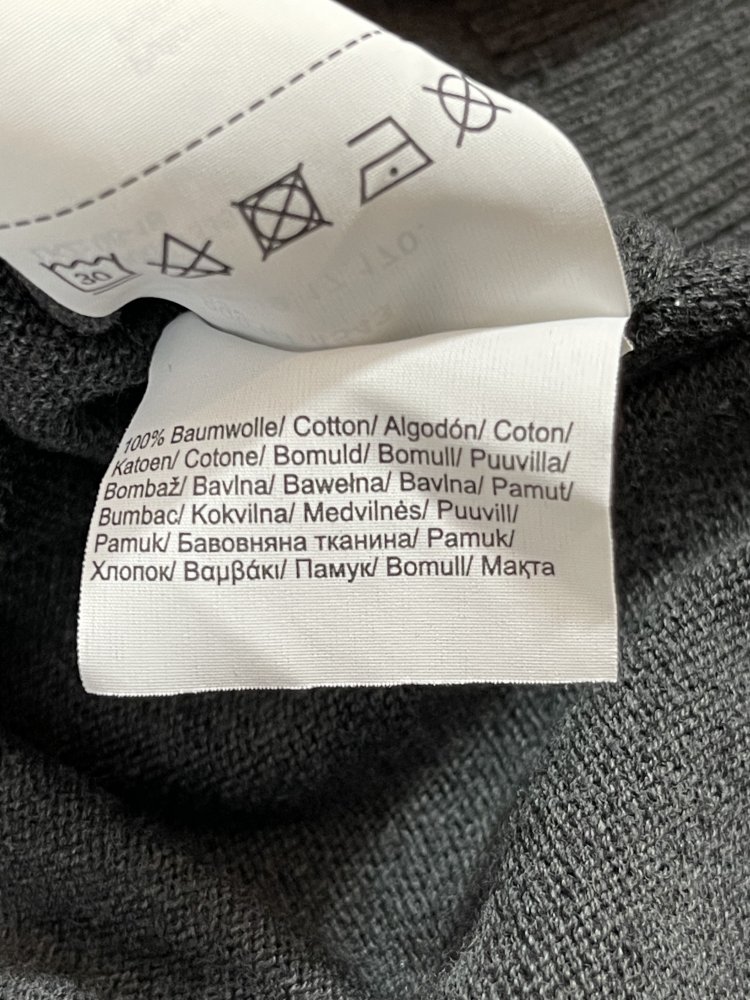 30
100% Baumwolle/ Cotton/ Algodón/ Coton/
Katoen/ Cotone/ Bomuld/ Bomull/ Puuvilla/
Bombaž/ Bavlna/ Bawełna/ Bavlna/ Pamut/
Bumbac/ Kokvilna/ Medvilnės/ Puuvill/
Pamuk/ Бавовняна тканина/ Pamuk/
Хлопок/ Βαμβάκι/ Памук/ Bomull/ Мақта